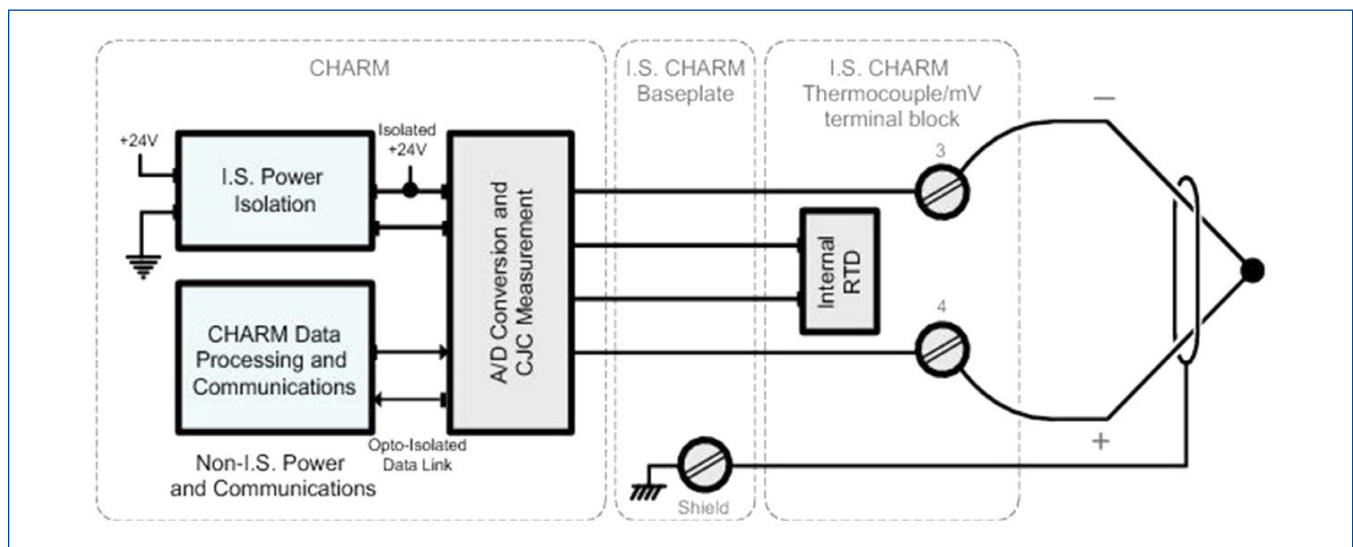 CHARM
I.S. CHARM
Baseplate
I.S. CHARM
Thermocouple/mV
terminal block
+24V
I.S. Power
Isolation
Isolated
+24V
A/D Conversion and
CJC Measurement
CHARM Data
Processing and
Communications
Opto-Isolated
Data Link
Non-I.S. Power
and Communications
Internal
RTD
3
4
−
+
Shield